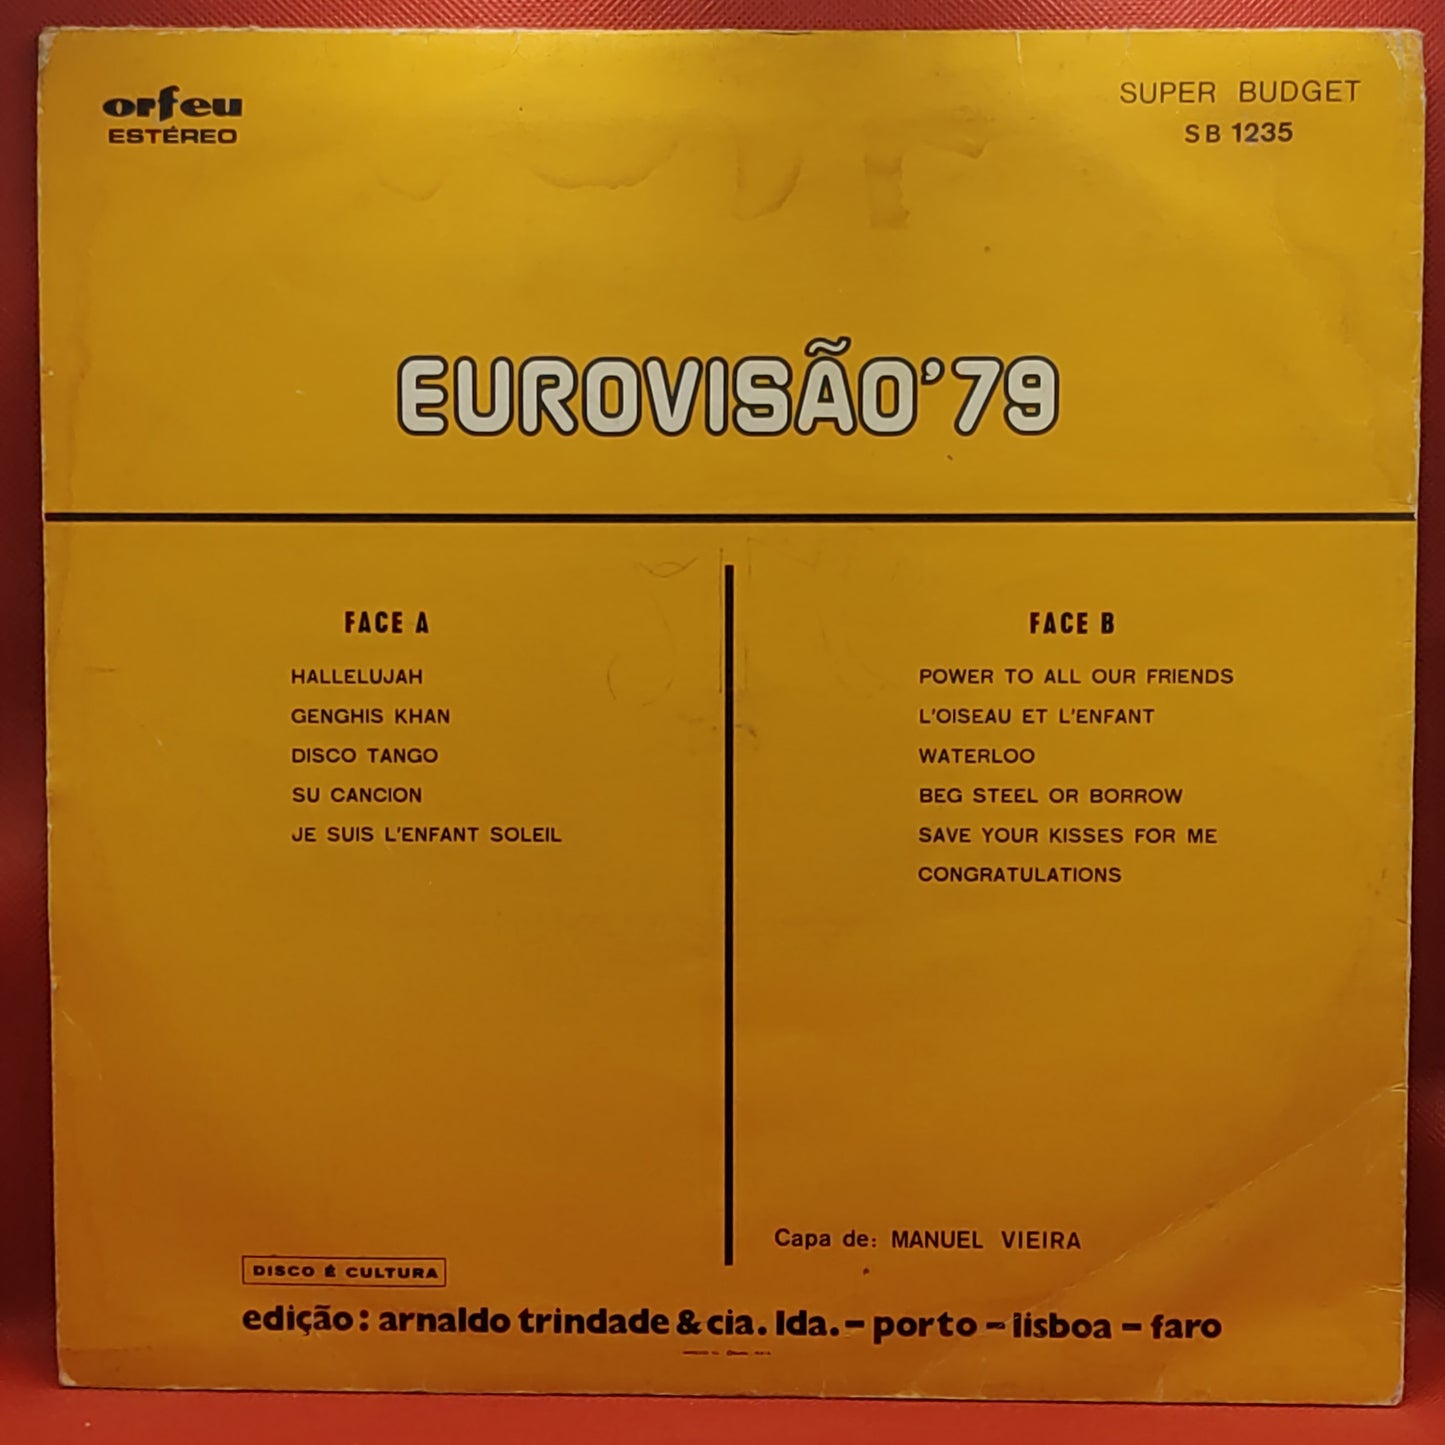 orfeu
ESTÉREO
SUPER BUDGET
SB 1235
EUROVISÃO'79
FACE A
HALLELUJAH
GENGHIS KHAN
DISCO TANGO
SU CANCION
JE SUIS L'ENFANT SOLEIL
FACE B
POWER TO ALL OUR FRIENDS
L'OISEAU ET L'ENFANT
WATERLOO
BEG STEEL OR BORROW
SAVE YOUR KISSES FOR ME
CONGRATULATIONS
Capa de: MANUEL VIEIRA
DISCO É CULTURA
edição: arnaldo trindade & cia. lda. - porto - lisboa - faro